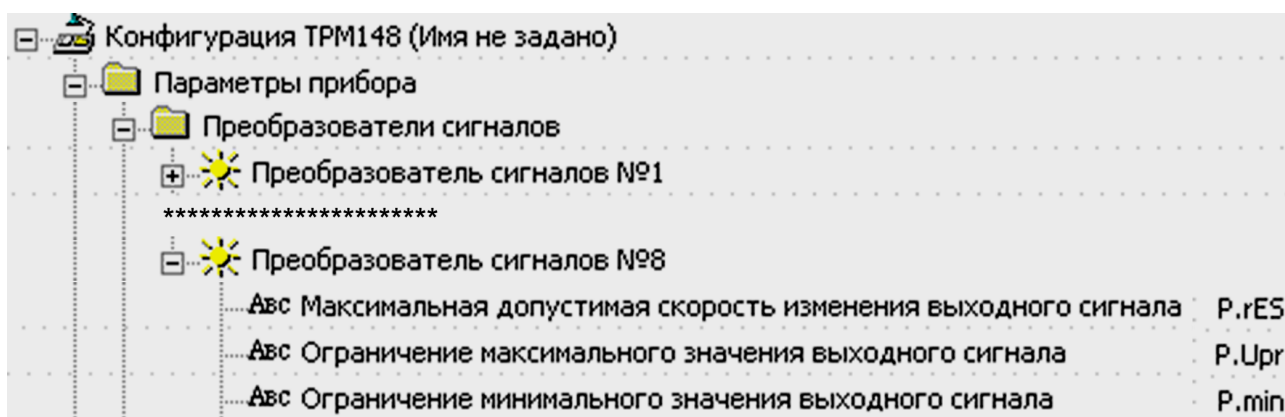 Конфигурация ТРМ148 (Имя не задано)
Параметры прибора
Преобразователи сигналов
Преобразователь сигналов №1
***********************
Преобразователь сигналов №8
Авс Максимальная допустимая скорость изменения выходного сигнала P.rES
Авс Ограничение максимального значения выходного сигнала P.Upr
Авс Ограничение минимального значения выходного сигнала P.min